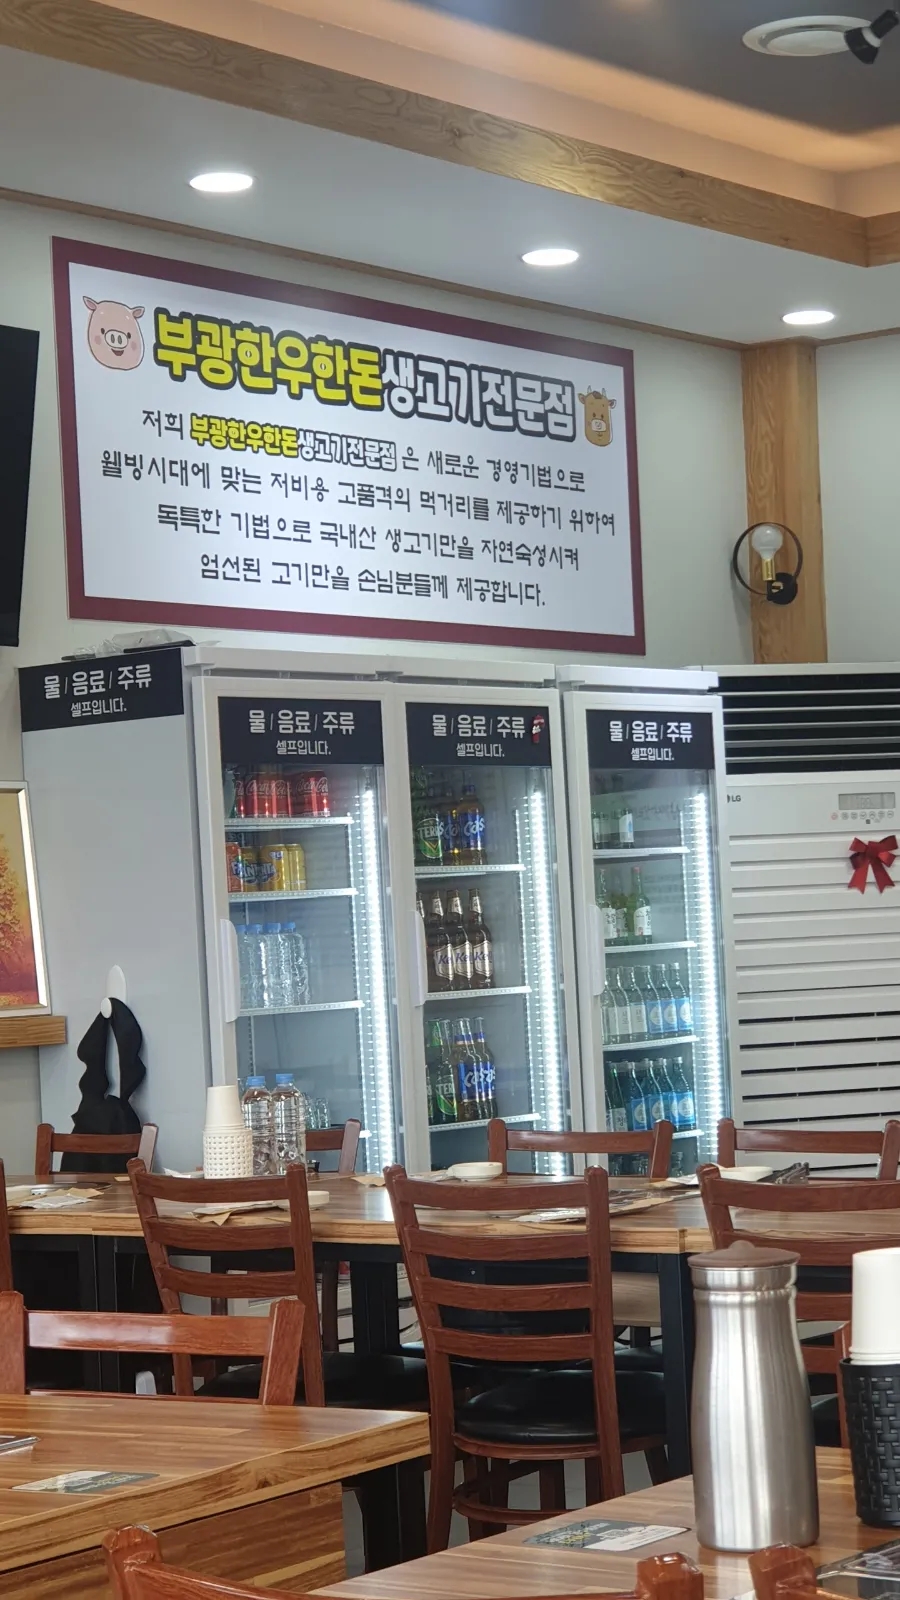 부광한우한돈생고기전문점
저희 부광한우한돈생고기전문점 은 새로운 경영기법으로
웰빙시대에 맞는 저비용 고품격의 먹거리를 제공하기 위하여
독특한 기법으로 국내산 생고기만을 자연숙성시켜
엄선된 고기만을 손님분들께 제공합니다.
물/음료/주류
셀프입니다.
물/음료/주류
셀프입니다.
물/음료/주류
셀프입니다.
물/음료/주류
셀프입니다.
LG